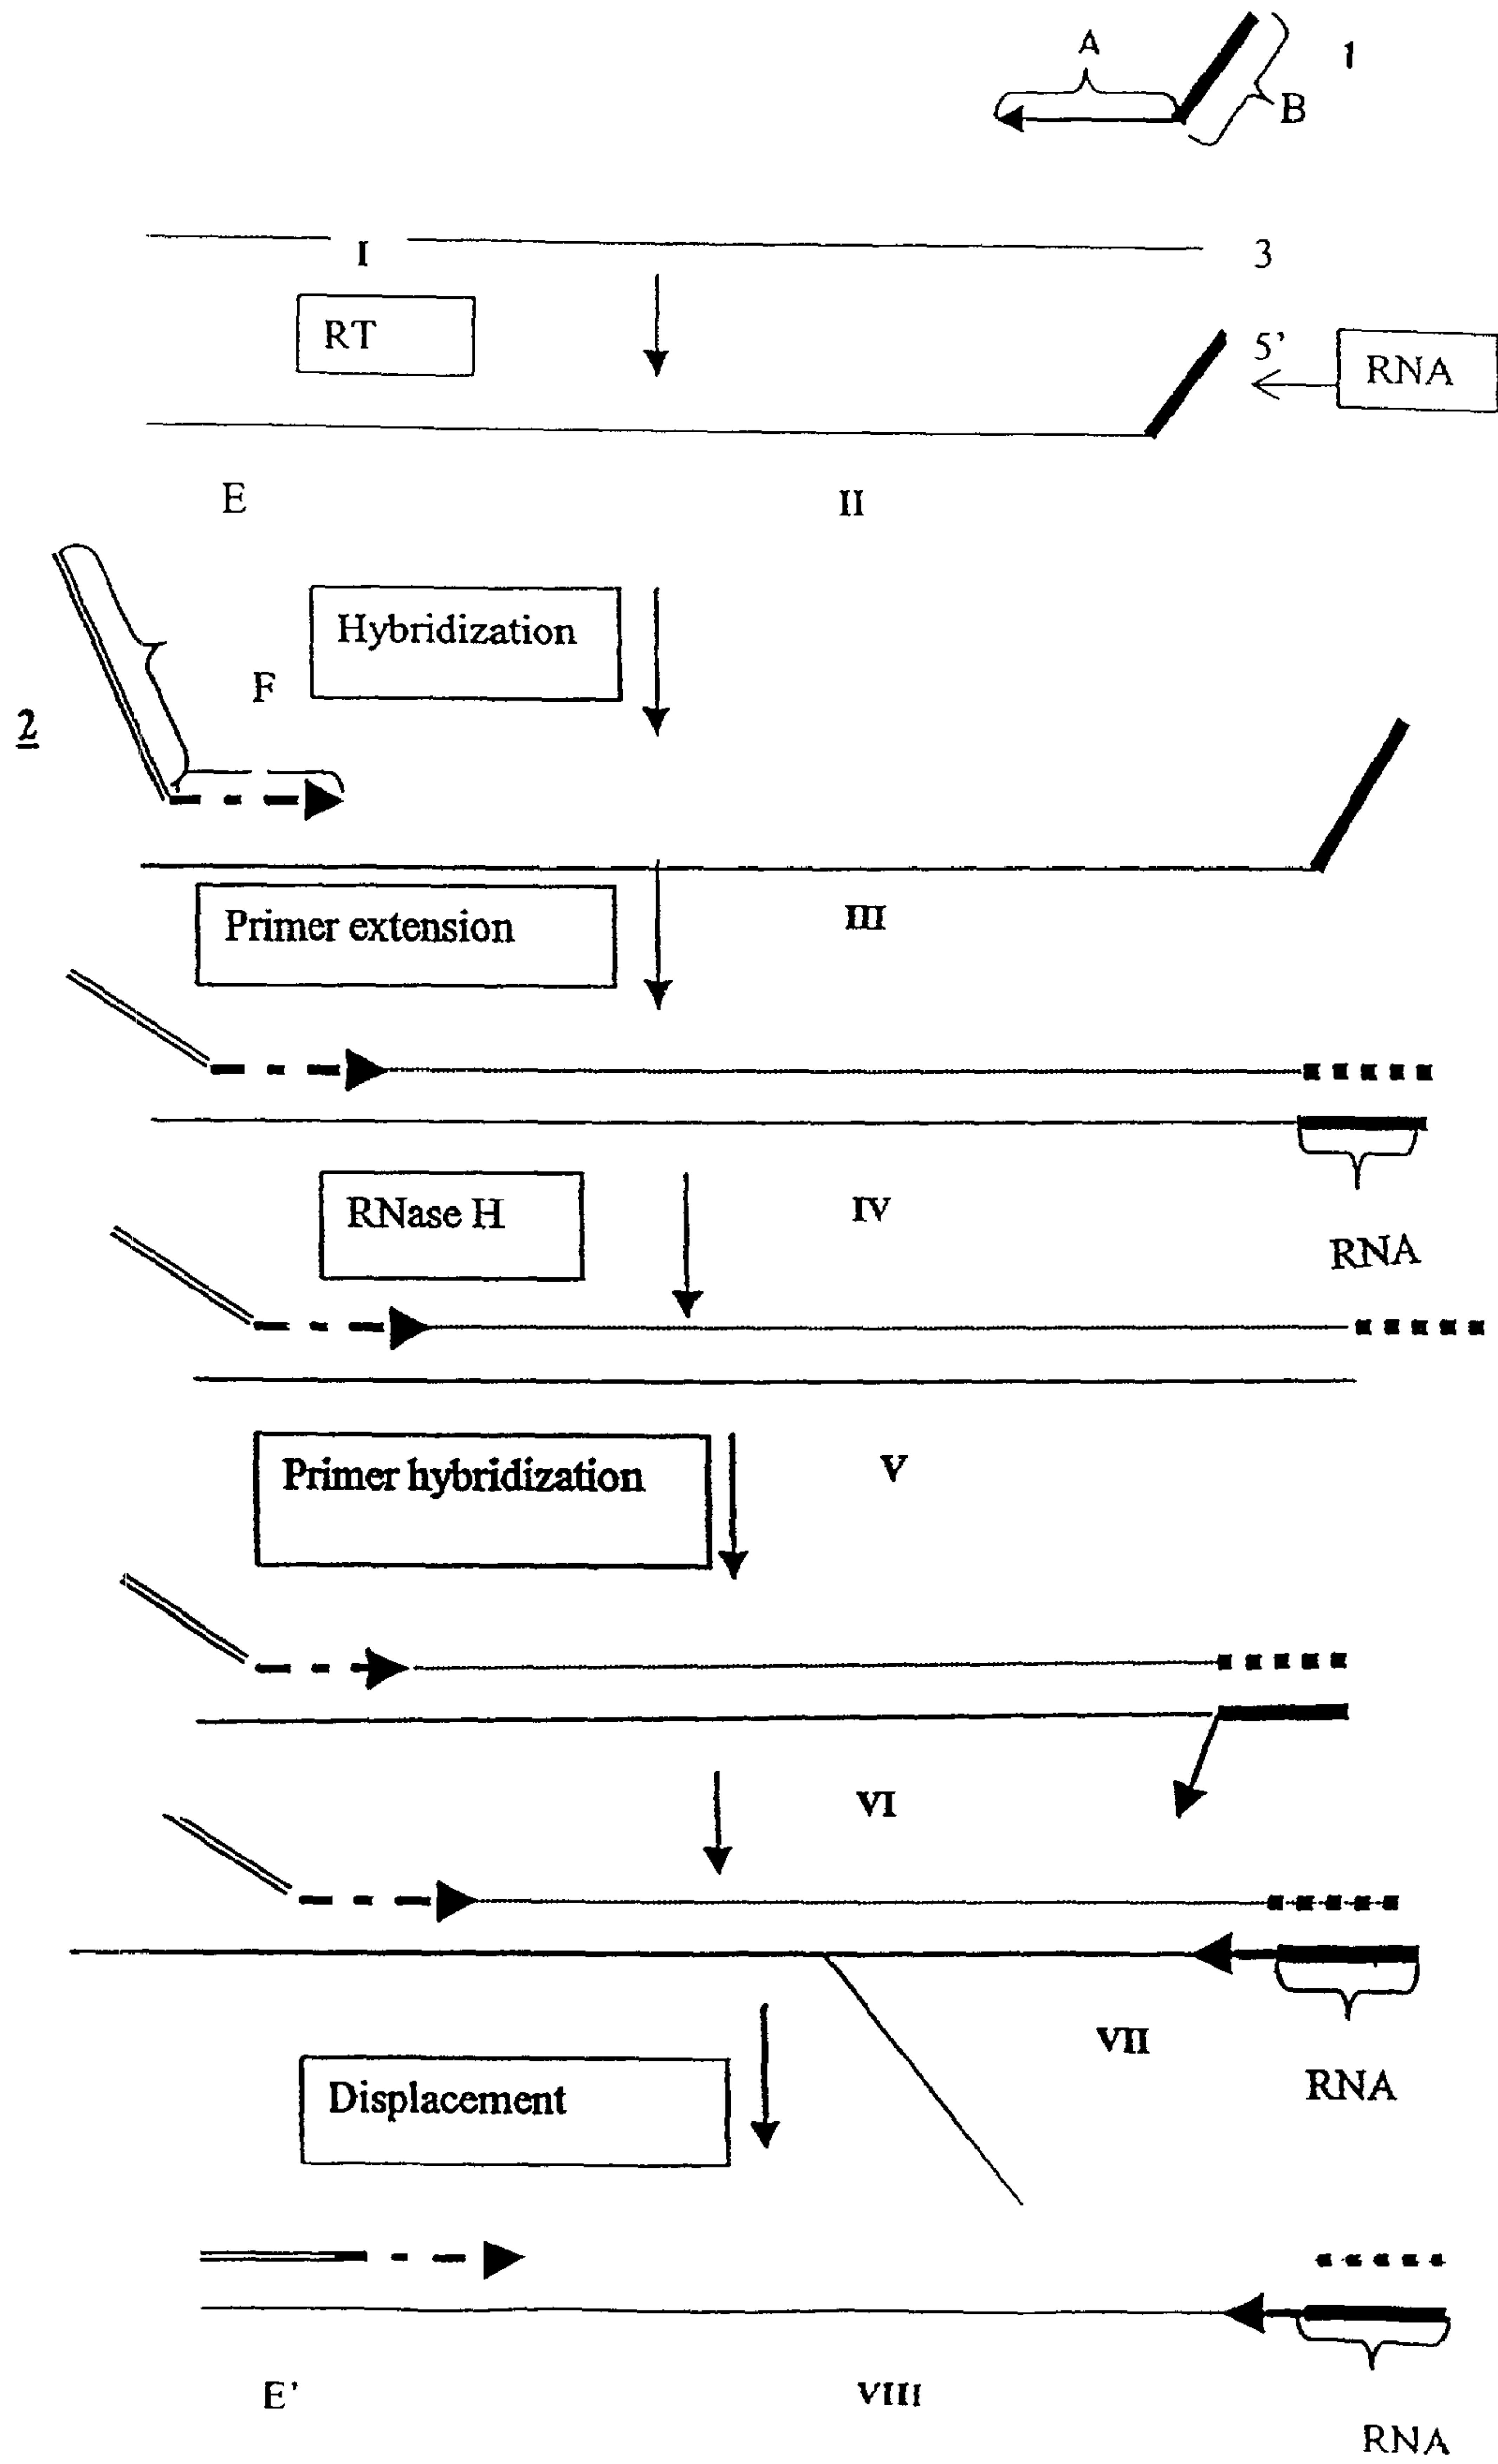 A
1
B
I
3
RT
5'
RNA
E
II
Hybridization
F
2
Primer extension
III
RNase H
IV
RNA
Primer hybridization
V
VI
VII
Displacement
RNA
E'
VIII
RNA